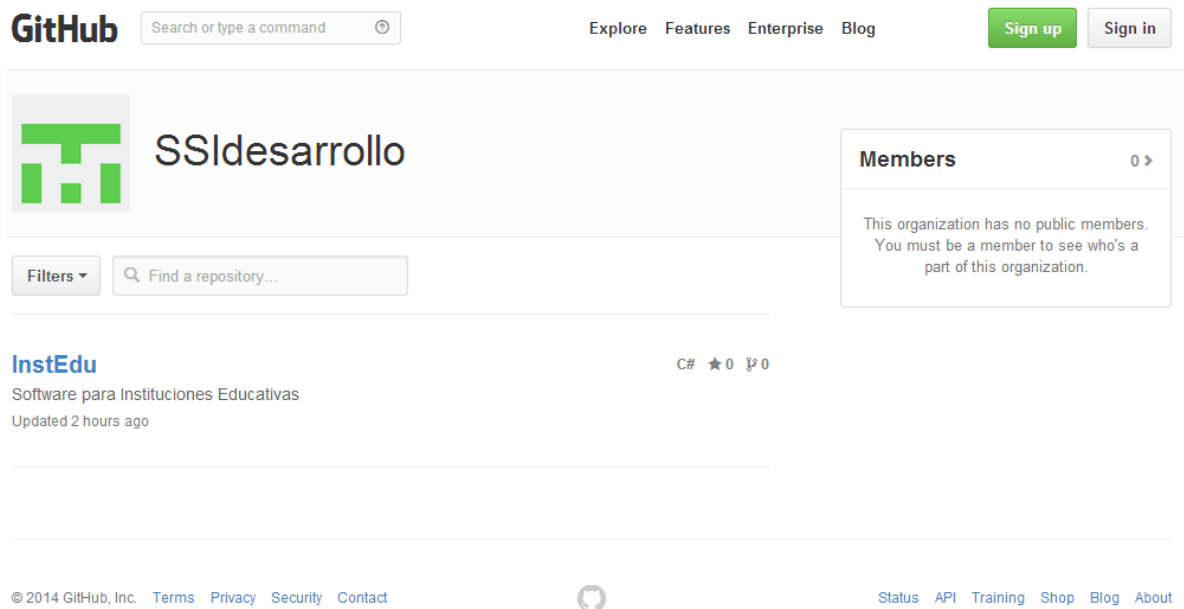 GitHub Search or type a command Explore Features Enterprise Blog Sign up Sign in
SSIdesarrollo
Members 0
This organization has no public members.
You must be a member to see who's a
part of this organization.
Filters Find a repository...
InstEdu C# 0 0
Software para Instituciones Educativas
Updated 2 hours ago
© 2014 GitHub, Inc. Terms Privacy Security Contact Status API Training Shop Blog About